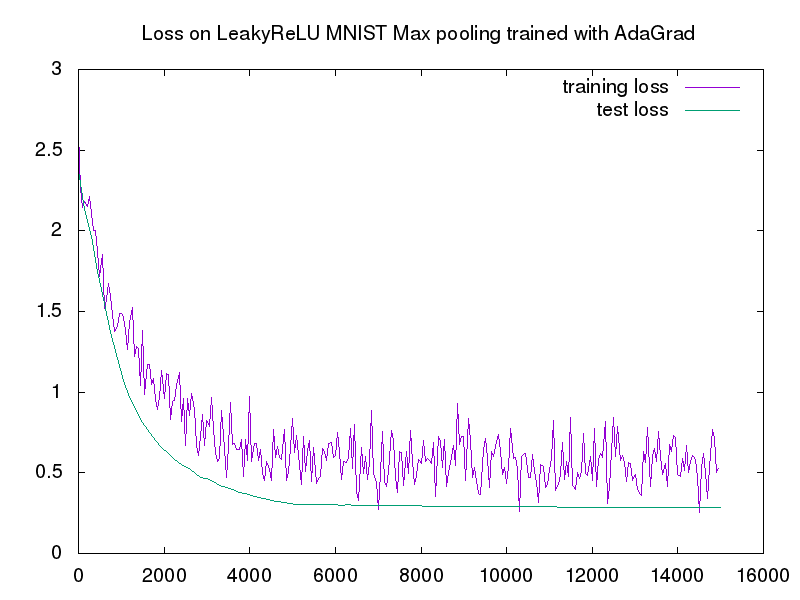 Loss on LeakyReLU MNIST Max pooling trained with AdaGrad
training loss
test loss
3
2.5
2
1.5
1
0.5
0
0 2000 4000 6000 8000 10000 12000 14000 16000